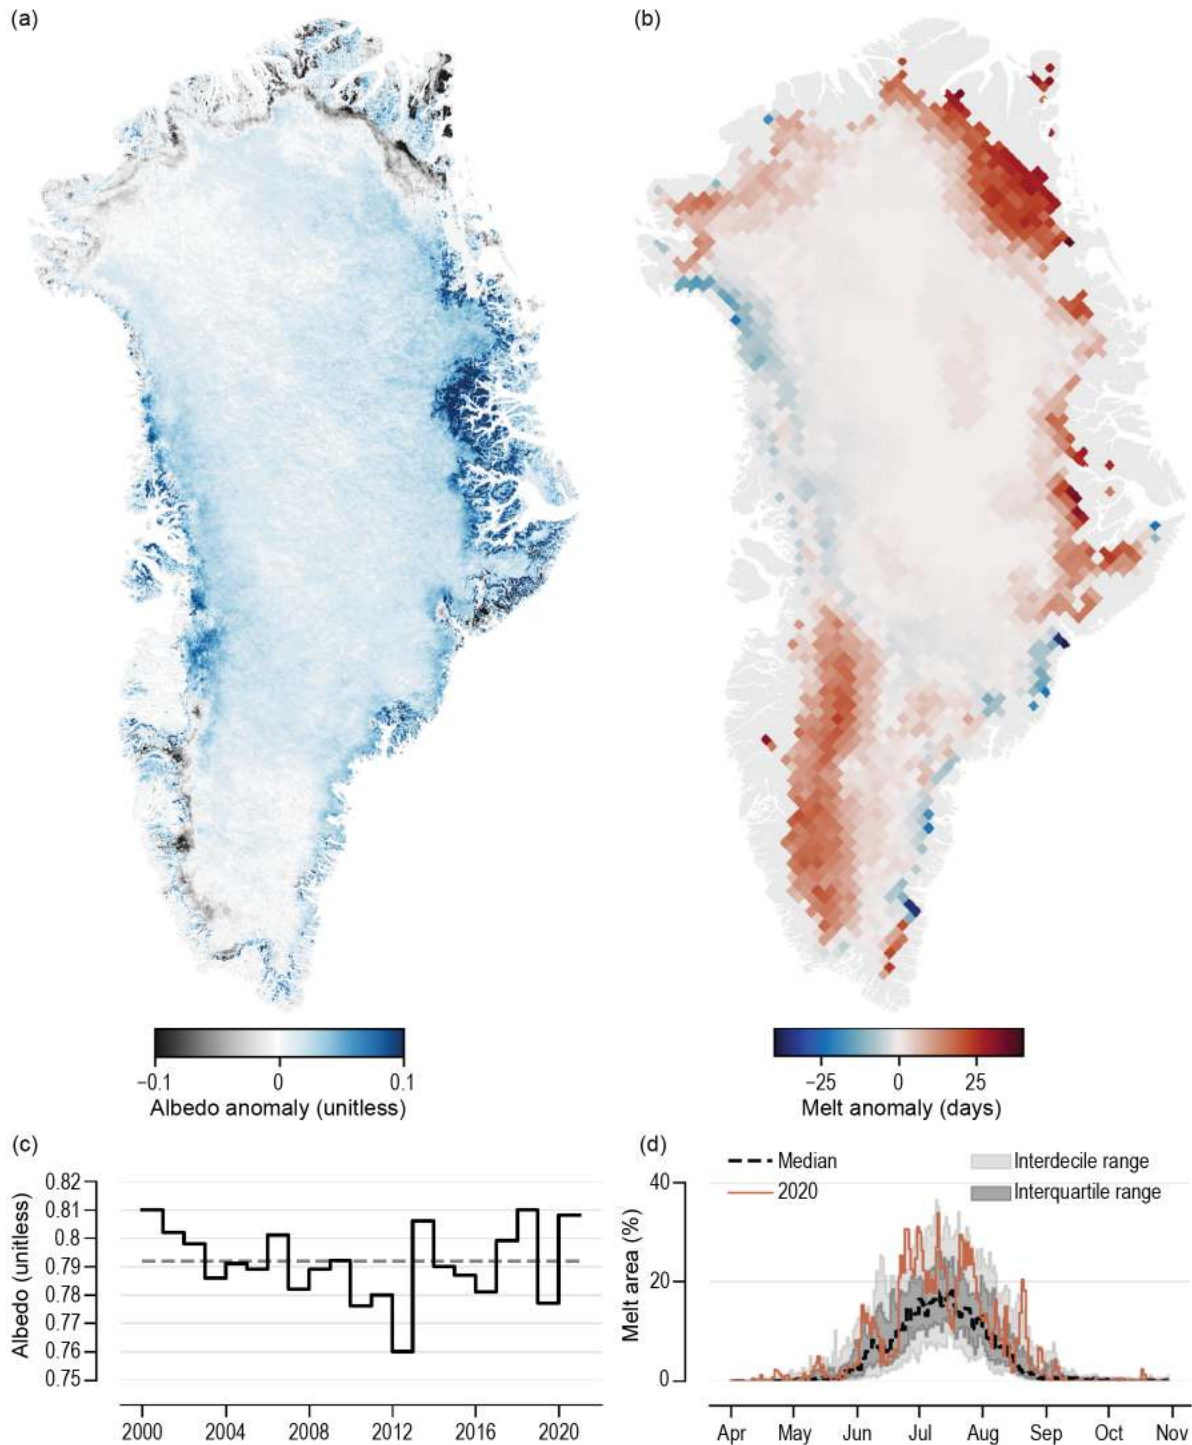 (a)
(b)
−0.1 0 0.1
Albedo anomaly (unitless)
−25 0 25
Melt anomaly (days)
(c)
0.82
0.81
0.8
0.79
0.78
0.77
0.76
0.75
Albedo (unitless)
2000 2004 2008 2012 2016 2020
(d)
Median
Interdecile range
2020
Interquartile range
40
20
0
Melt area (%)
Apr May Jun Jul Aug Sep Oct Nov